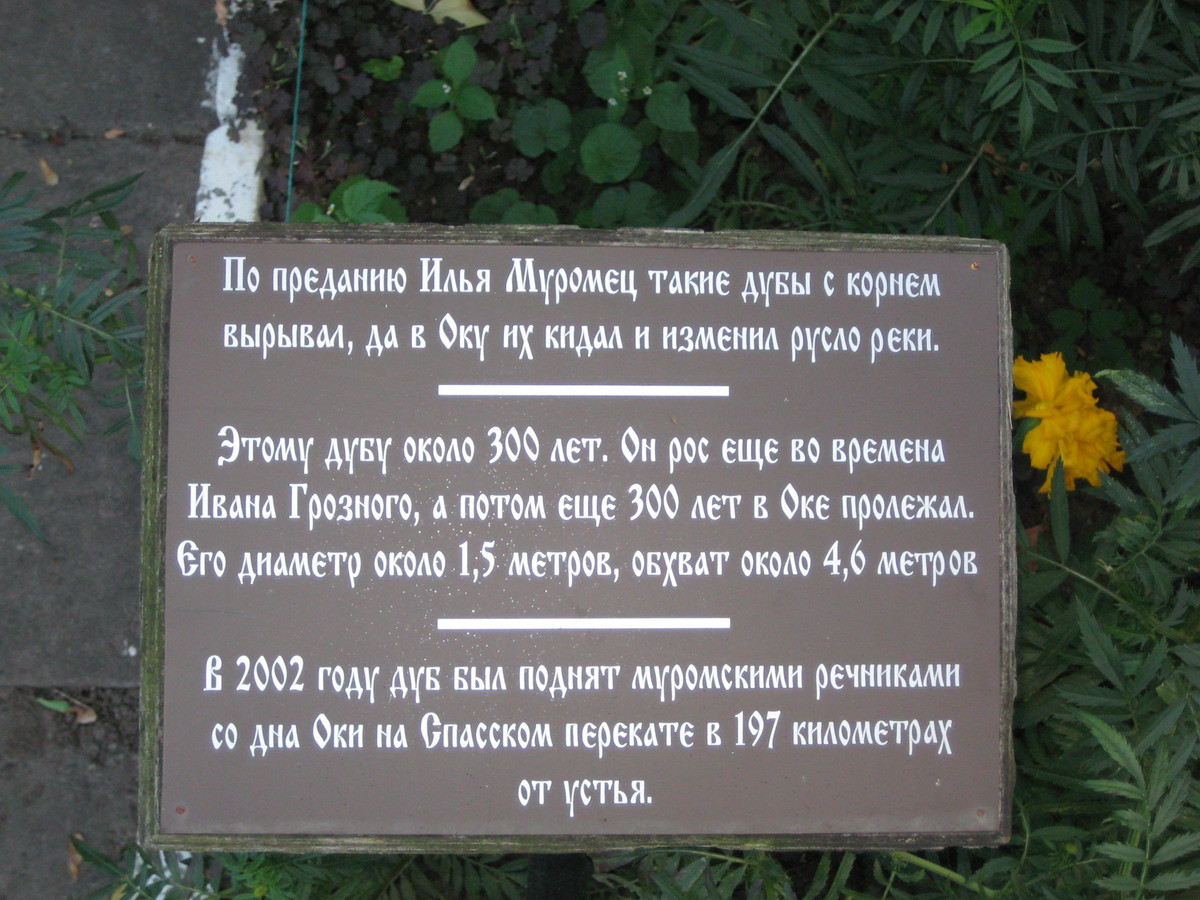 По преданию Илья Муромец такие дубы с корнем
вырывал, да в Оку их кидал и изменил русло реки.
Этому дубу около 300 лет. Он рос еще во времена
Ивана Грозного, а потом еще 300 лет в Оке пролежал.
Его диаметр около 1,5 метров, обхват около 4,6 метров
В 2002 году дуб был поднят муромскими речниками
со дна Оки на Спасском перекате в 197 километрах
от устья.